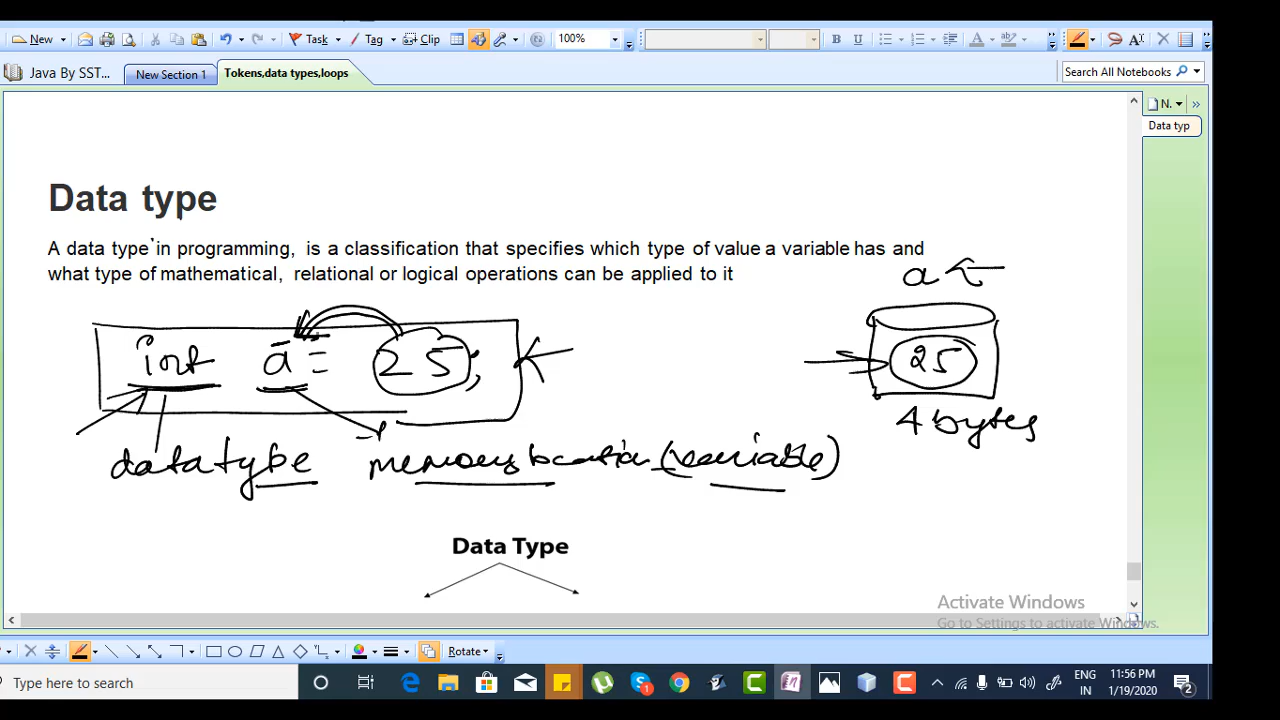 New Task Tag Clip 100% B U
Java By SST... New Section 1 Tokens,data types,loops Search All Notebooks
N.
Data typ
Data type
A data type in programming, is a classification that specifies which type of value a variable has and
what type of mathematical, relational or logical operations can be applied to it
a
int a = 25;
25
4 bytes
datatype memory location (variable)
Data Type
Activate Windows
Go to Settings to activate Windows.
Rotate
Type here to search
ENG
IN
11:56 PM
1/19/2020
2